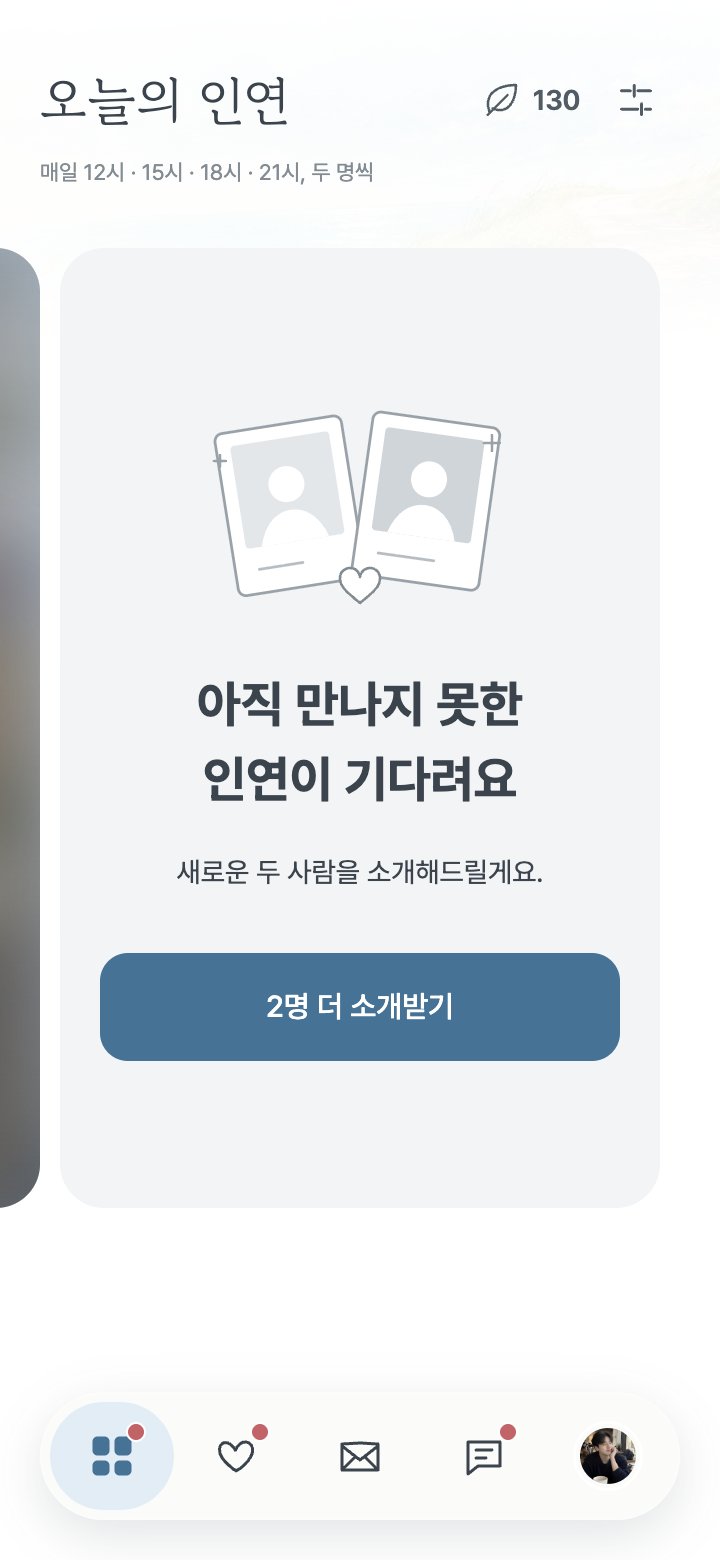 오늘의 인연
130
매일 12시 · 15시 · 18시 · 21시, 두 명씩
아직 만나지 못한
인연이 기다려요
새로운 두 사람을 소개해드릴게요.
2명 더 소개받기